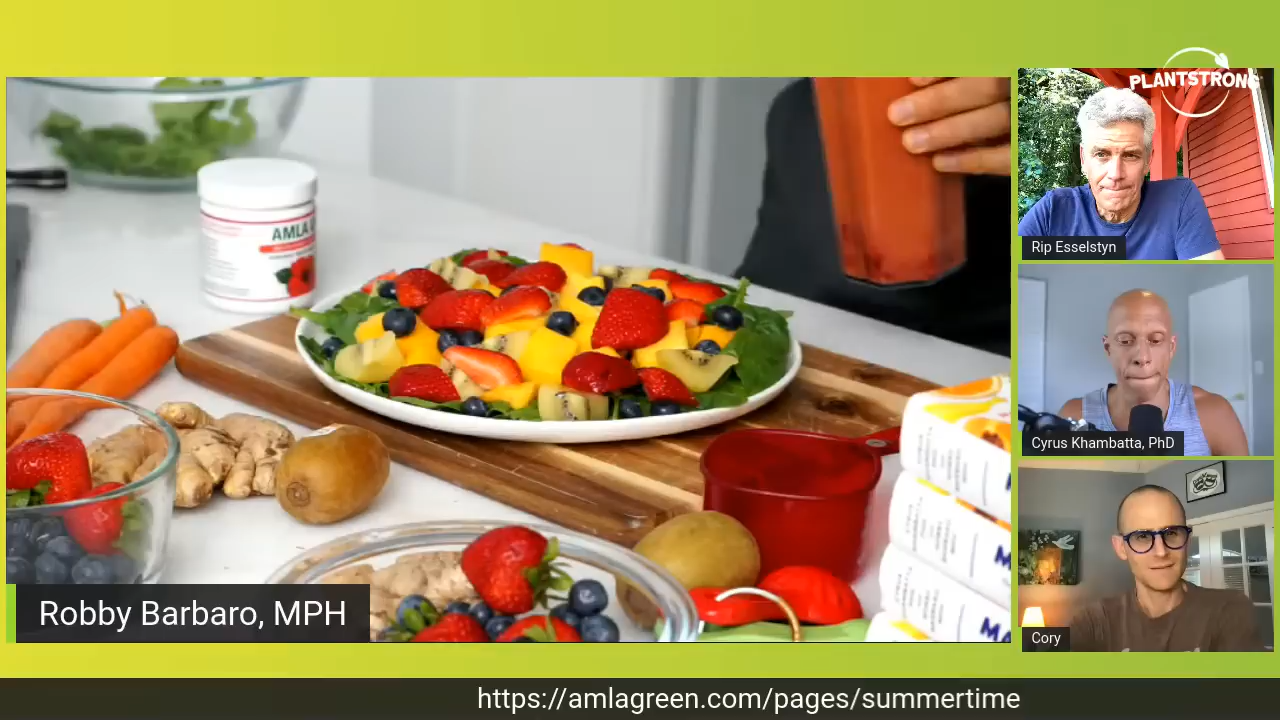 PLANTSTRONG
AMLA
Rip Esselstyn
Cyrus Khambatta, PhD
Robby Barbaro, MPH
Cory
https://amlagreen.com/pages/summertime